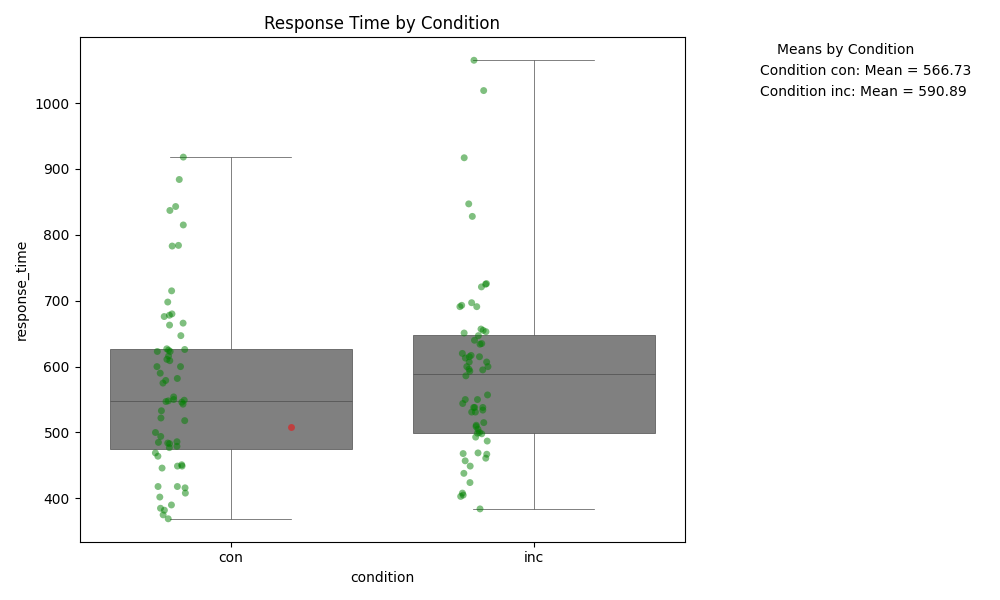 Response Time by Condition
Means by Condition
Condition con: Mean = 566.73
Condition inc: Mean = 590.89
response_time
1000
900
800
700
600
500
400
con
inc
condition